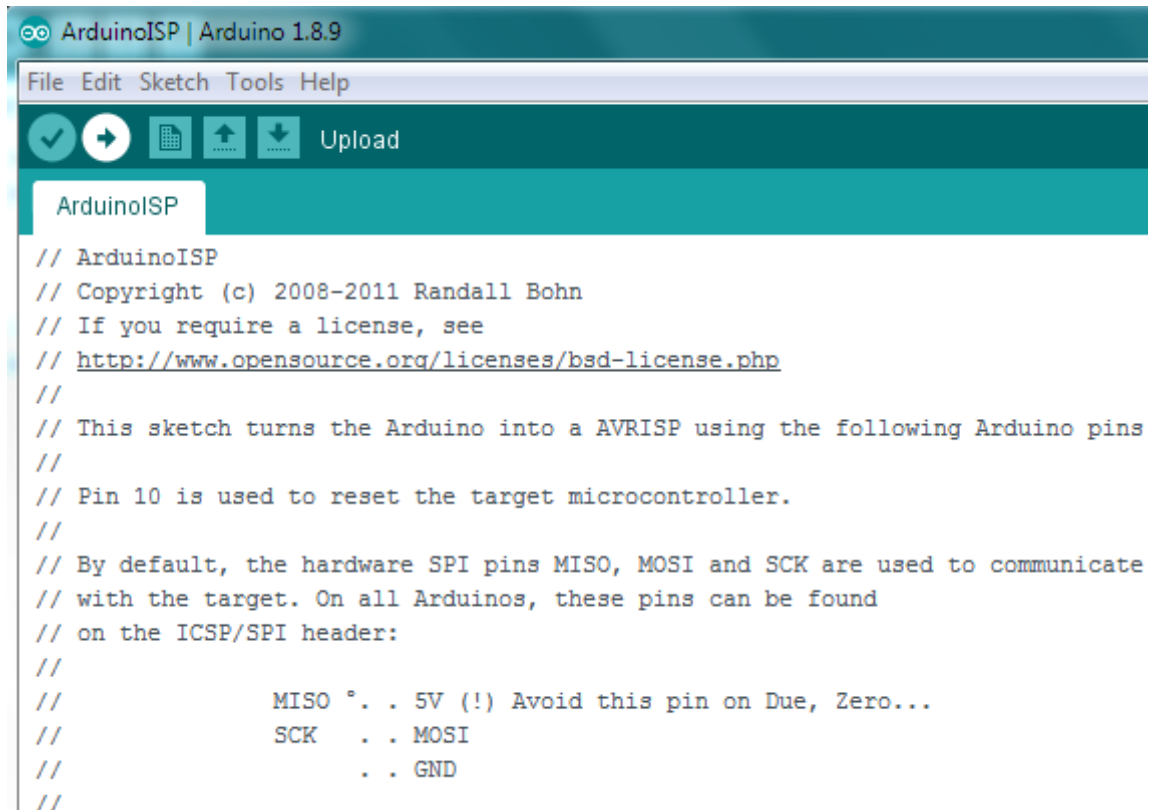 ArduinoISP | Arduino 1.8.9
File Edit Sketch Tools Help
Upload
ArduinoISP
// ArduinoISP
// Copyright (c) 2008-2011 Randall Bohn
// If you require a license, see
// http://www.opensource.org/licenses/bsd-license.php
//
// This sketch turns the Arduino into a AVRISP using the following Arduino pins
//
// Pin 10 is used to reset the target microcontroller.
//
// By default, the hardware SPI pins MISO, MOSI and SCK are used to communicate
// with the target. On all Arduinos, these pins can be found
// on the ICSP/SPI header:
//
// MISO °. . 5V (!) Avoid this pin on Due, Zero...
// SCK . . MOSI
// . . GND
//